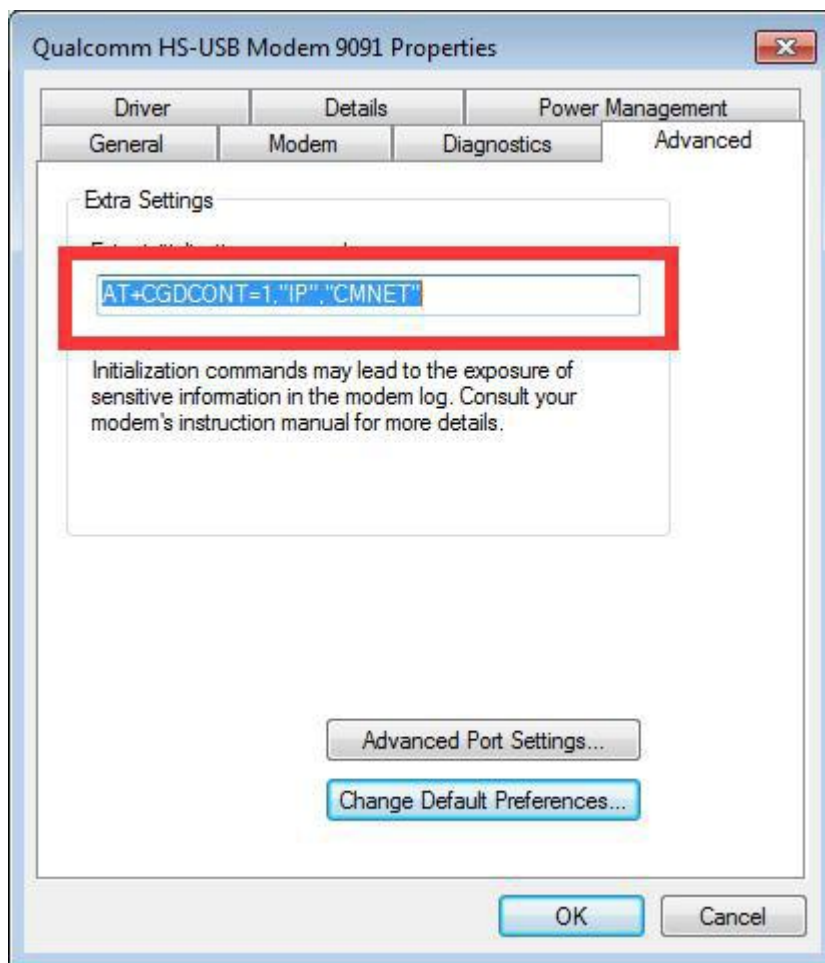 Qualcomm HS-USB Modem 9091 Properties
Driver Details Power Management
General Modem Diagnostics Advanced
Extra Settings
AT+CGDCONT=1,"IP","CMNET"
Initialization commands may lead to the exposure of
sensitive information in the modem log. Consult your
modem's instruction manual for more details.
Advanced Port Settings...
Change Default Preferences...
OK Cancel